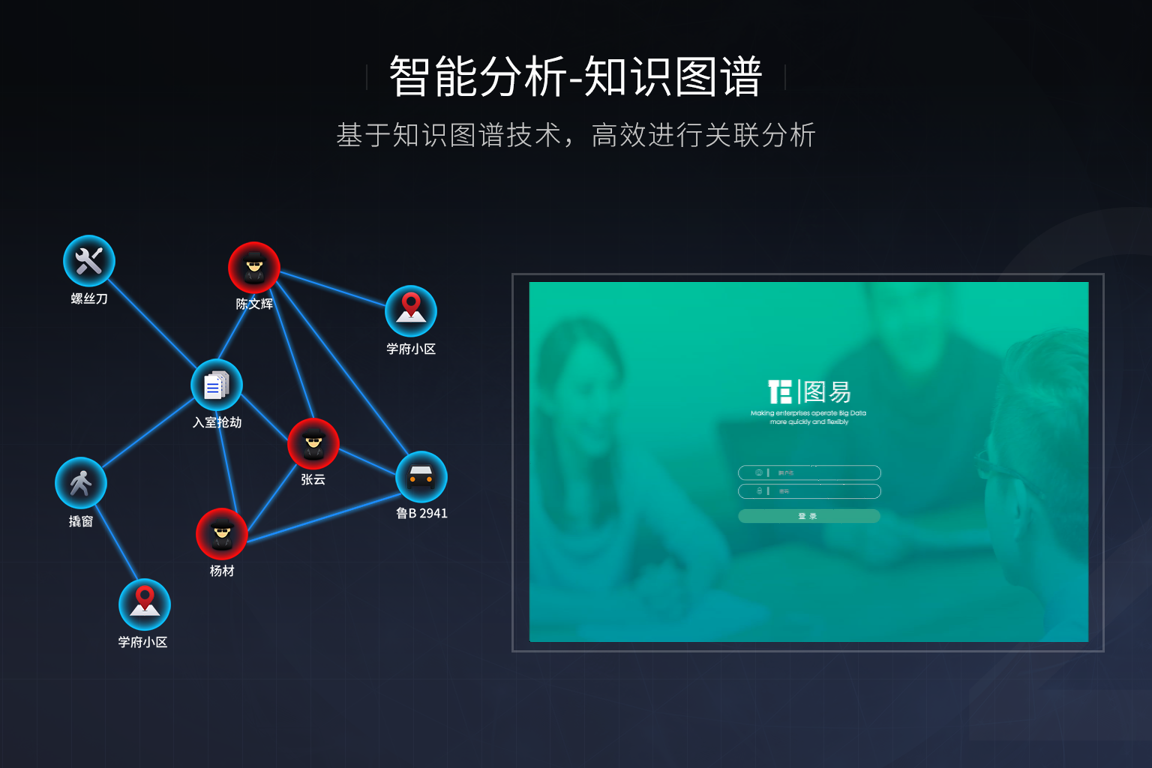 智能分析-知识图谱
基于知识图谱技术，高效进行关联分析
螺丝刀
陈文辉
学府小区
入室抢劫
张云
撬窗
鲁B 2941
杨材
学府小区
TE|图易
Making enterprises operate Big Data
more quickly and flexibly
登录